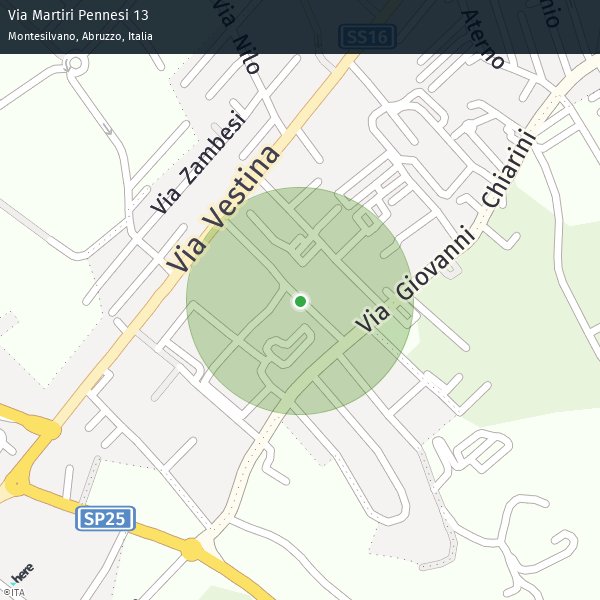 Via Martiri Pennesi 13
Montesilvano, Abruzzo, Italia
SS16
Via Nilo
Aterno
Via Zambesi
Via Vestina
Via Giovanni Chiarini
SP25
here
©ITA